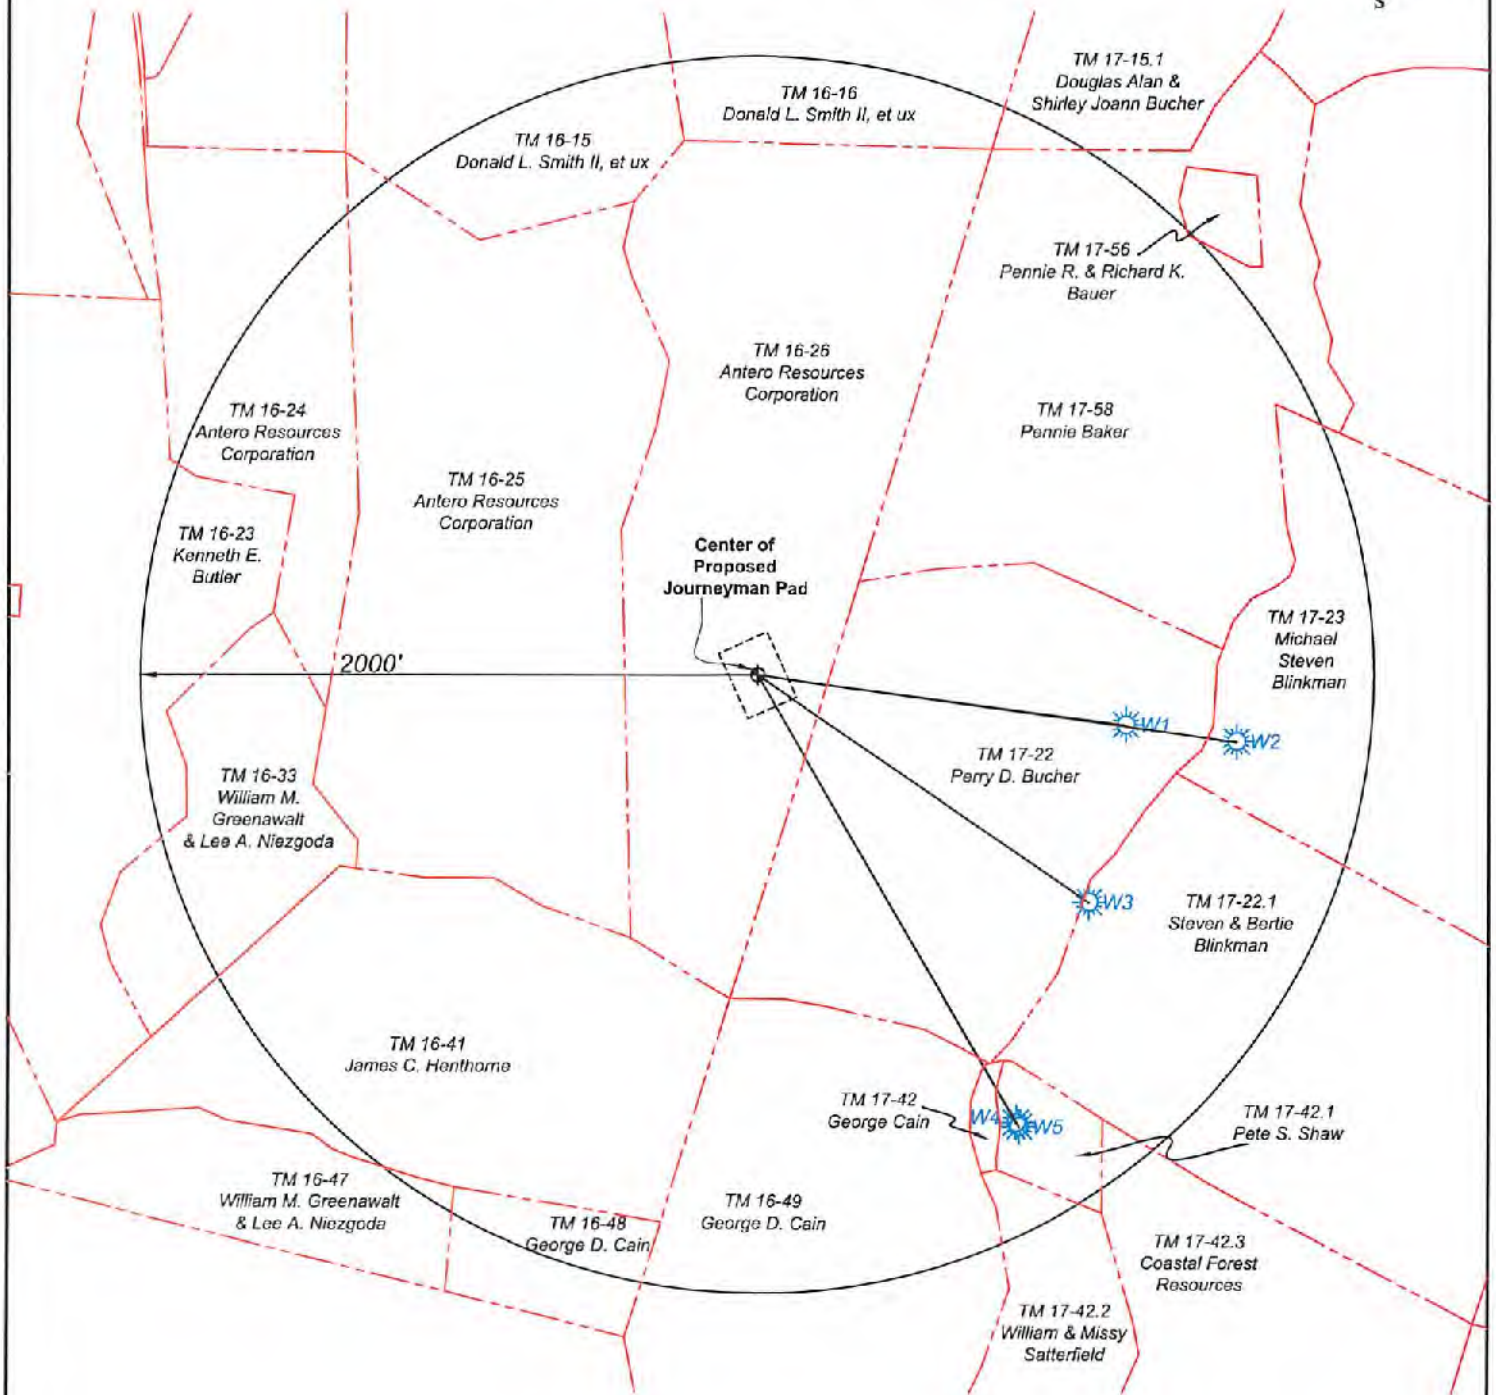 S
TM 17-15.1
Douglas Alan &
Shirley Joann Bucher
TM 16-16
Donald L. Smith II, et ux
TM 16-15
Donald L. Smith II, et ux
TM 17-56
Pennie R. & Richard K.
Bauer
TM 16-26
Antero Resources
Corporation
TM 16-24
Antero Resources
Corporation
TM 17-58
Pennie Baker
TM 16-25
Antero Resources
Corporation
TM 16-23
Kenneth E.
Butler
Center of
Proposed
Journeyman Pad
TM 17-23
Michael
Steven
Blinkman
2000'
W1
W2
TM 17-22
Perry D. Bucher
TM 16-33
William M.
Greenawalt
& Lee A. Niezgoda
W3
TM 17-22.1
Steven & Bertie
Blinkman
TM 16-41
James C. Henthorne
TM 17-42
George Cain
W4
W5
TM 17-42.1
Pete S. Shaw
TM 16-47
William M. Greenawalt
& Lee A. Niezgoda
TM 16-48
George D. Cain
TM 16-49
George D. Cain
TM 17-42.3
Coastal Forest
Resources
TM 17-42.2
William & Missy
Satterfield